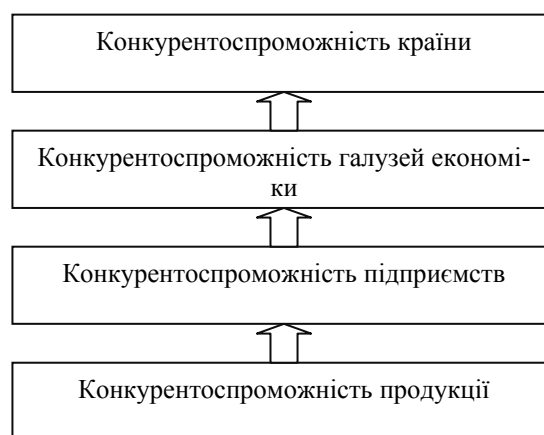 Конкурентоспроможність країни
Конкурентоспроможність галузей економі-
ки
Конкурентоспроможність підприємств
Конкурентоспроможність продукції